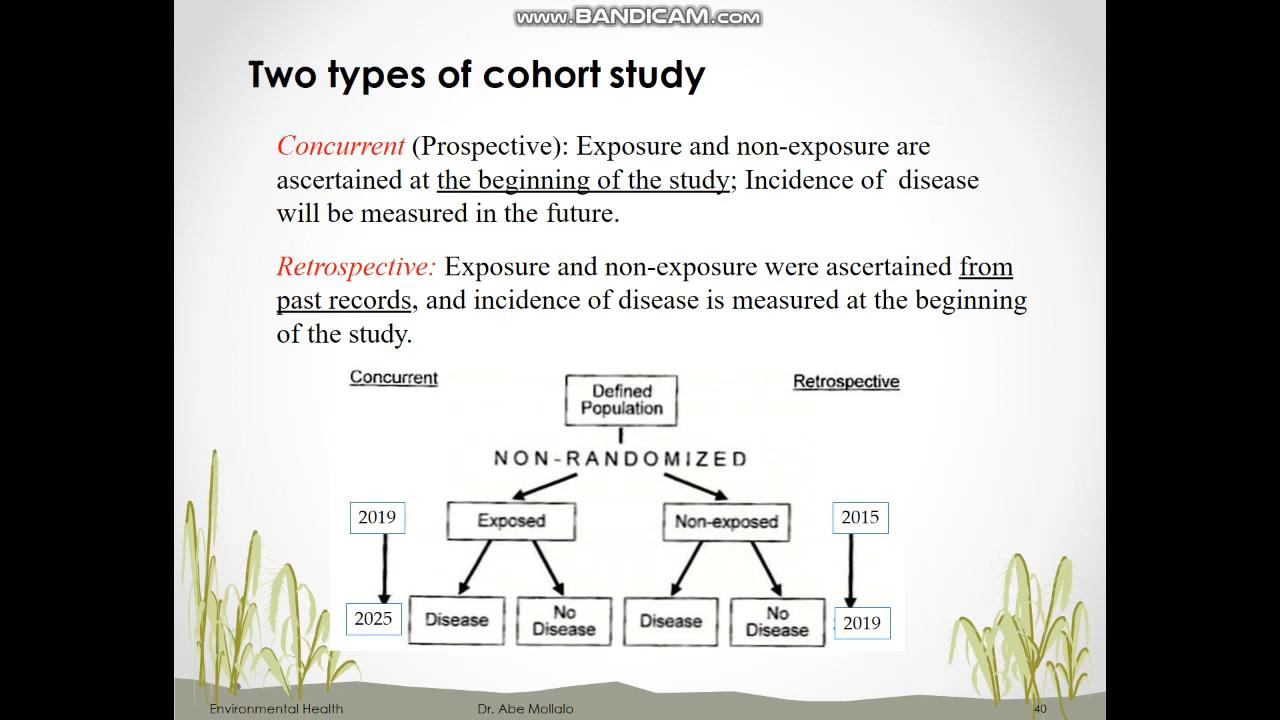 www.BANDICAM.com
Two types of cohort study
Concurrent (Prospective): Exposure and non-exposure are
ascertained at the beginning of the study; Incidence of disease
will be measured in the future.
Retrospective: Exposure and non-exposure were ascertained from
past records, and incidence of disease is measured at the beginning
of the study.
Concurrent
Defined
Population
Retrospective
NON-RANDOMIZED
2019
Exposed
Non-exposed
2015
2025
Disease
No
Disease
Disease
No
Disease
2019
Environmental Health
Dr. Abe Mollalo
40